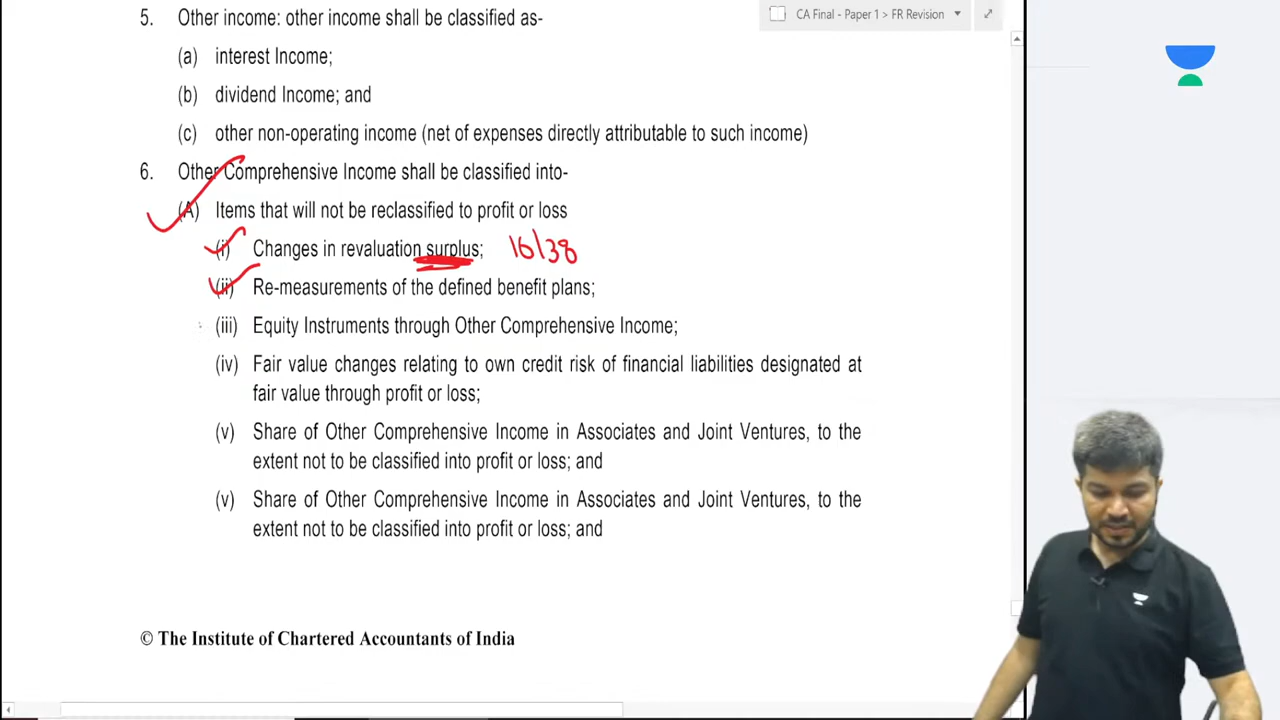 CA Final - Paper 1 > FR Revision
5. Other income: other income shall be classified as-
(a) interest Income;
(b) dividend Income; and
(c) other non-operating income (net of expenses directly attributable to such income)
6. Other Comprehensive Income shall be classified into-
(A) Items that will not be reclassified to profit or loss
(i) Changes in revaluation surplus; 16/38
(ii) Re-measurements of the defined benefit plans;
(iii) Equity Instruments through Other Comprehensive Income;
(iv) Fair value changes relating to own credit risk of financial liabilities designated at
fair value through profit or loss;
(v) Share of Other Comprehensive Income in Associates and Joint Ventures, to the
extent not to be classified into profit or loss; and
(v) Share of Other Comprehensive Income in Associates and Joint Ventures, to the
extent not to be classified into profit or loss; and
© The Institute of Chartered Accountants of India